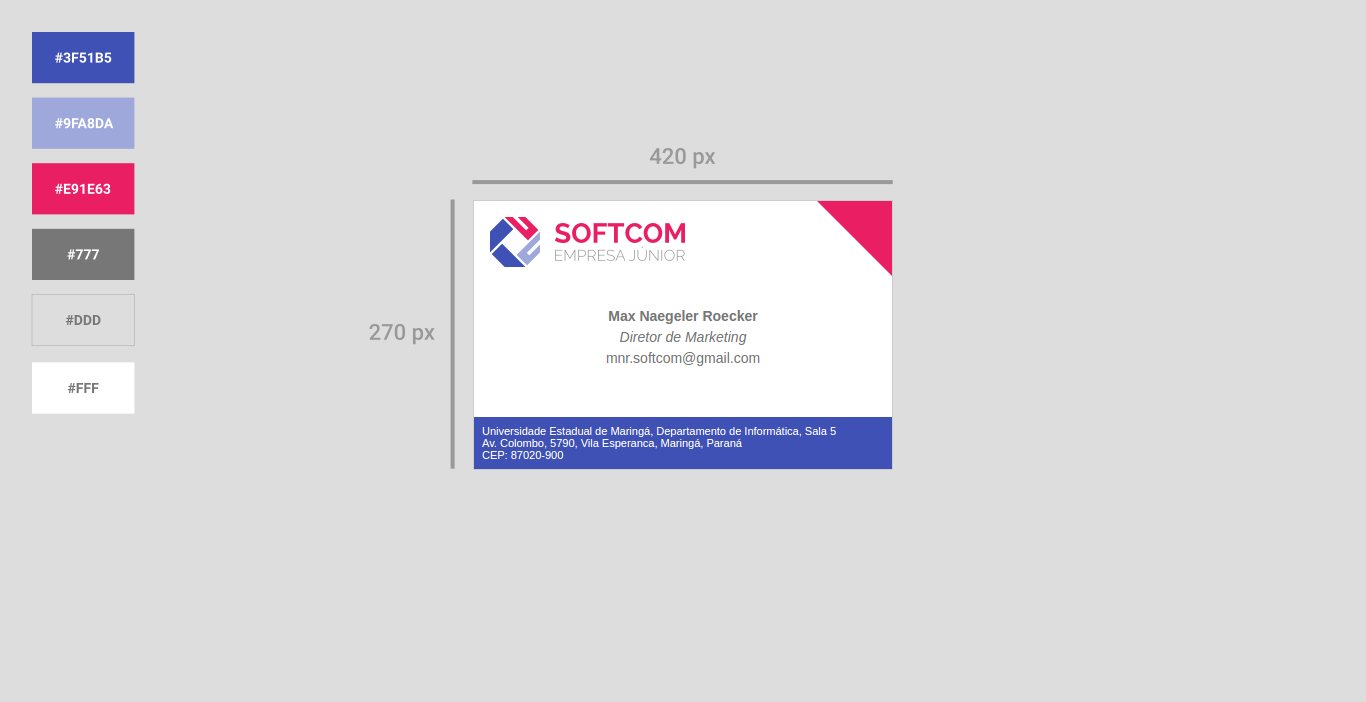 #3F51B5
#9FA8DA
#E91E63
#777
#DDD
#FFF
420 px
270 px
SOFTCOM
EMPRESA JÚNIOR
Max Naegeler Roecker
Diretor de Marketing
mnr.softcom@gmail.com
Universidade Estadual de Maringá, Departamento de Informática, Sala 5
Av. Colombo, 5790, Vila Esperanca, Maringá, Paraná
CEP: 87020-900